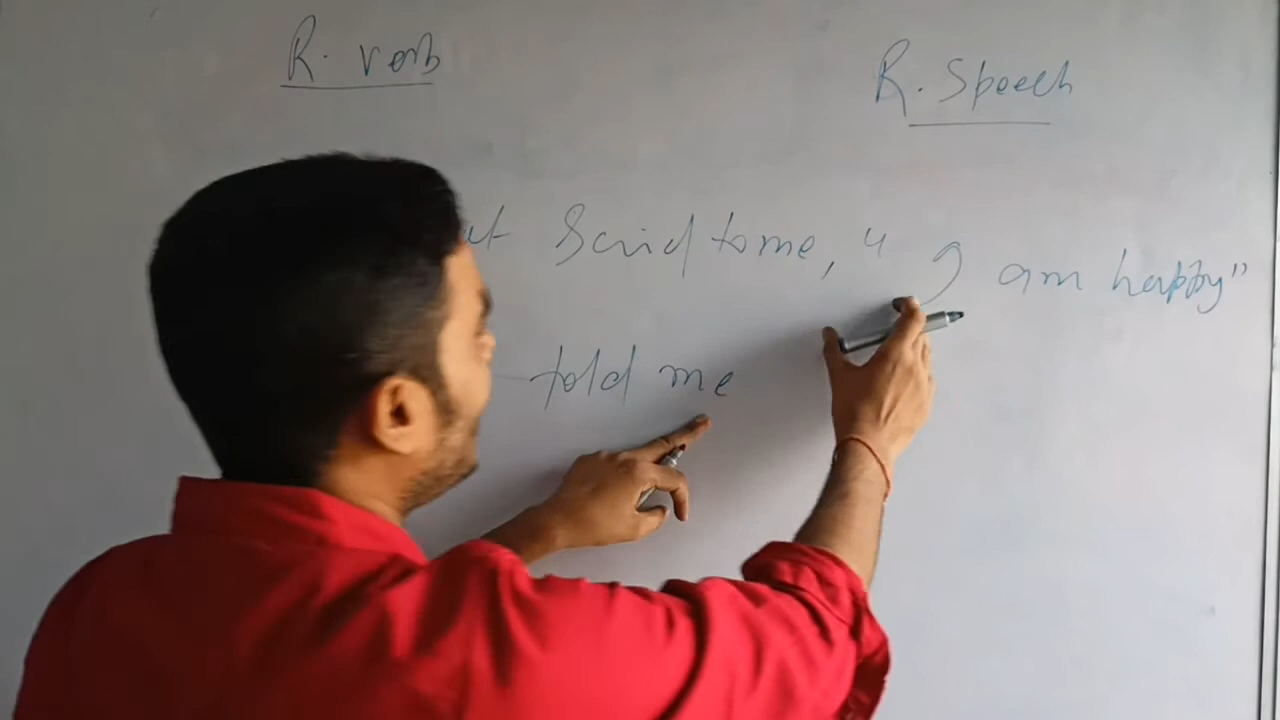 R. verb
R. Speech
said to me, " I am happy"
told me